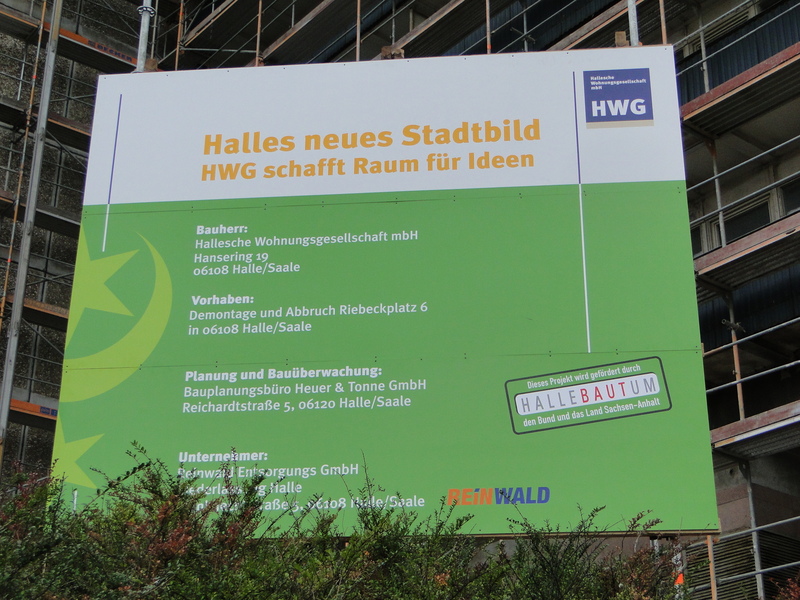 Hallesche
Wohnungsgesellschaft
mbH
HWG
Halles neues Stadtbild
HWG schafft Raum für Ideen
Bauherr:
Hallesche Wohnungsgesellschaft mbH
Hansering 19
06108 Halle/Saale
Vorhaben:
Demontage und Abbruch Riebeckplatz 6
in 06108 Halle/Saale
Planung und Bauüberwachung:
Bauplanungsbüro Heuer & Tonne GmbH
Reichardtstraße 5, 06120 Halle/Saale
Dieses Projekt wird gefördert durch
HALLEBAUTUM
den Bund und das Land Sachsen-Anhalt
Unternehmer:
Reinwald Entsorgungs GmbH
Halle
5, 06108 Halle/Saale
REINWALD